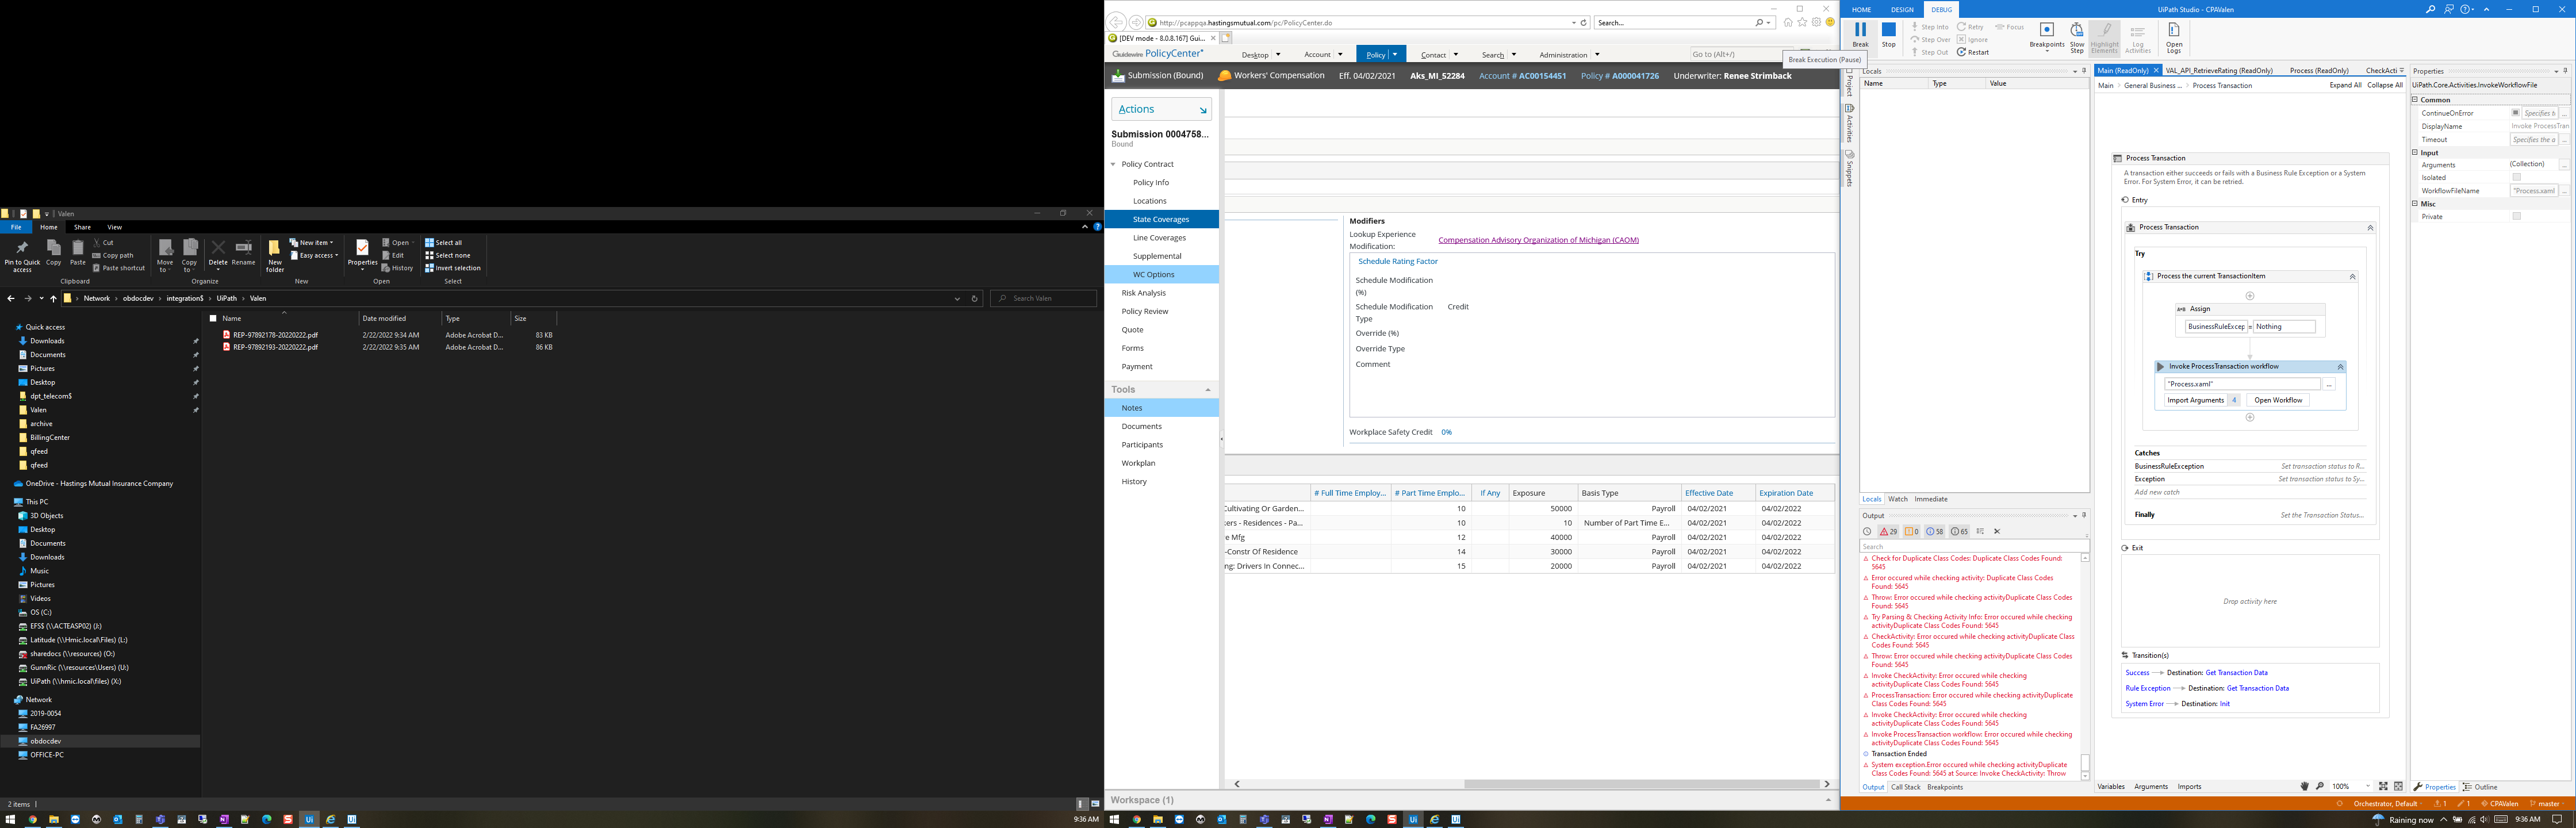 Valen
File
Home
Share
View
Pin to Quick access
Copy
Paste
Cut
Copy path
Paste shortcut
Clipboard
Move to
Copy to
Delete
Rename
Organize
New folder
New item
Easy access
New
Properties
Open
Edit
History
Open
Select all
Select none
Invert selection
Select
Network
obdocdev
integration$
UiPath
Valen
Search Valen
Quick access
Downloads
Documents
Pictures
Desktop
dpt_telecom$
Valen
archive
BillingCenter
qfeed
qfeed
OneDrive - Hastings Mutual Insurance Company
This PC
3D Objects
Desktop
Documents
Downloads
Music
Pictures
Videos
OS (C:)
EFS$ (\\ACTEASP02) (J:)
Latitude (\\Hmic.local\Files) (L:)
sharedocs (\\resources) (O:)
GunnRic (\\resources\Users) (U:)
UiPath (\\hmic.local\files) (X:)
Network
2019-0054
FA26997
obdocdev
OFFICE-PC
Name Date modified Type Size
REP-97892178-20220222.pdf 2/22/2022 9:34 AM Adobe Acrobat D... 83 KB
REP-97892193-20220222.pdf 2/22/2022 9:35 AM Adobe Acrobat D... 86 KB
2 items
9:36 AM
http://pcappqa.hastingsmutual.com/pc/PolicyCenter.do
Search...
[DEV mode - 8.0.8.167] Gui...
Guidewire PolicyCenter
Desktop
Account
Policy
Contact
Search
Administration
Go to (Alt+/)
Submission (Bound)
Workers' Compensation
Eff. 04/02/2021
Aks_MI_52284
Account # AC00154451
Policy # A000041726
Underwriter: Renee Strimback
Actions
Submission 0004758...
Bound
Policy Contract
Policy Info
Locations
State Coverages
Line Coverages
Supplemental
WC Options
Risk Analysis
Policy Review
Quote
Forms
Payment
Tools
Notes
Documents
Participants
Workplan
History
Modifiers
Lookup Experience
Modification:
Compensation Advisory Organization of Michigan (CAOM)
Schedule Rating Factor
Schedule Modification
(%)
Schedule Modification
Type
Credit
Override (%)
Override Type
Comment
Workplace Safety Credit 0%
# Full Time Employ... # Part Time Emplo... If Any Exposure Basis Type Effective Date Expiration Date
Cultivating Or Garden... 10 50000 Payroll 04/02/2021 04/02/2022
kers - Residences - Pa... 10 10 Number of Part Time E... 04/02/2021 04/02/2022
e Mfg 12 40000 Payroll 04/02/2021 04/02/2022
-Constr Of Residence 14 30000 Payroll 04/02/2021 04/02/2022
ng: Drivers In Connec... 15 20000 Payroll 04/02/2021 04/02/2022
Workspace (1)
HOME
DESIGN
DEBUG
UiPath Studio - CPAValen
Break
Stop
Step Into
Step Over
Step Out
Retry
Ignore
Restart
Focus
Breakpoints
Slow Step
Highlight Elements
Log Activities
Open Logs
Break Execution (Pause)
Project
Activities
Snippets
Locals
Name Type Value
Locals Watch Immediate
Output
29
0
58
65
Search
Check for Duplicate Class Codes: Duplicate Class Codes Found:
5645
Error occured while checking activity: Duplicate Class Codes
Found: 5645
Throw: Error occured while checking activityDuplicate Class Codes
Found: 5645
Try Parsing & Checking Activity Info: Error occured while checking
activityDuplicate Class Codes Found: 5645
CheckActivity: Error occured while checking activityDuplicate Class
Codes Found: 5645
Throw: Error occured while checking activityDuplicate Class Codes
Found: 5645
Invoke CheckActivity: Error occured while checking
activityDuplicate Class Codes Found: 5645
ProcessTransaction: Error occured while checking activityDuplicate
Class Codes Found: 5645
Invoke CheckActivity: Error occured while checking
activityDuplicate Class Codes Found: 5645
Invoke ProcessTransaction workflow: Error occured while checking
activityDuplicate Class Codes Found: 5645
Transaction Ended
System exception.Error occured while checking activityDuplicate
Class Codes Found: 5645 at Source: Invoke CheckActivity: Throw
Output Call Stack Breakpoints
Main (ReadOnly)
VAL_API_RetrieveRating (ReadOnly)
Process (ReadOnly)
CheckActi
Main
General Business ...
Process Transaction
Expand All
Collapse All
Process Transaction
A transaction either succeeds or fails with a Business Rule Exception or a System
Error. For System Error, it can be retried.
Entry
Process Transaction
Try
Process the current TransactionItem
A+B Assign
BusinessRuleExcep = Nothing
Invoke ProcessTransaction workflow
"Process.xaml"
...
Import Arguments 4
Open Workflow
Catches
BusinessRuleException Set transaction status to R...
Exception Set transaction status to Sy...
Add new catch
Finally Set the Transaction Status...
Exit
Drop activity here
Transition(s)
Success Destination: Get Transaction Data
Rule Exception Destination: Get Transaction Data
System Error Destination: Init
Variables Arguments Imports
100%
Properties
UiPath.Core.Activities.InvokeWorkflowFile
Common
ContinueOnError Specifies t
DisplayName Invoke ProcessTran
Timeout Specifies the a
Input
Arguments (Collection)
Isolated
WorkflowFileName "Process.xaml
Misc
Private
Properties Outline
Orchestrator, Default
1
1
CPAValen
master
Raining now
9:36 AM